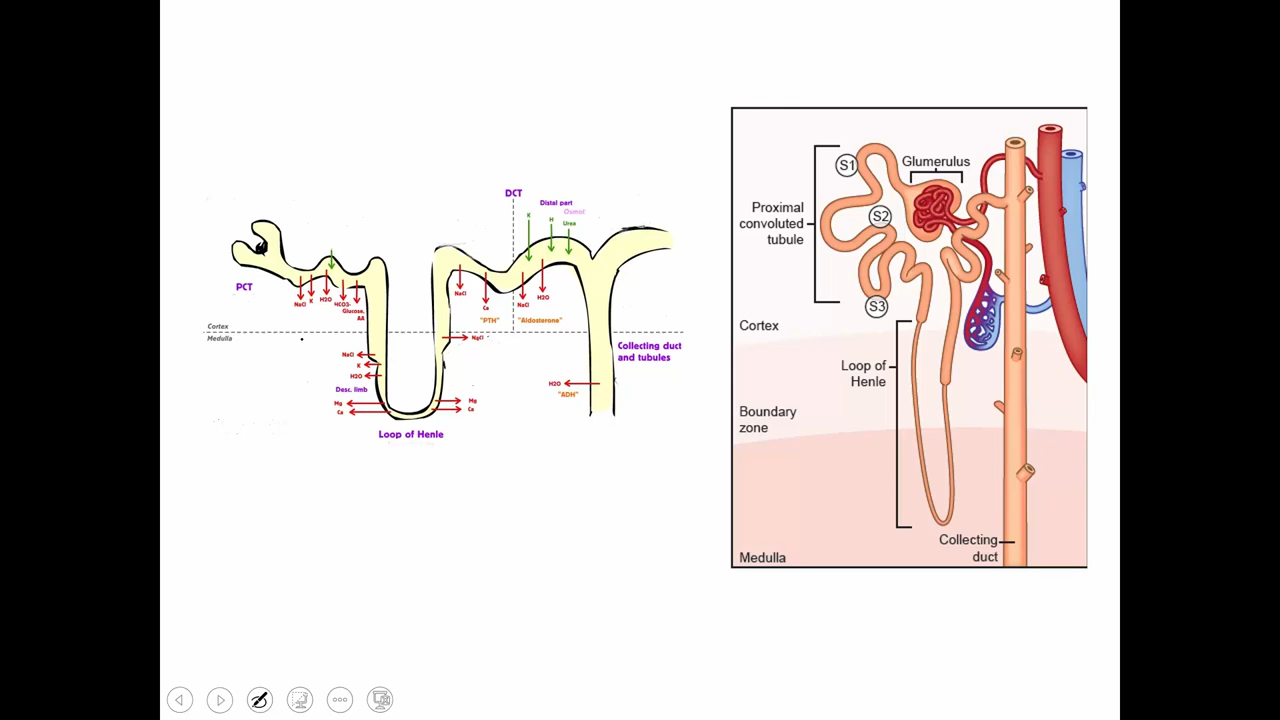 DCT
Distal part
Osmol
K
H
Urea
PCT
NaCl
K
H2O
HCO3-
Glucose,
AA
NaCl
Ca
NaCl
H2O
"PTH"
"Aldosterone"
Cortex
Medulla
NaCl
K
H2O
Desc. limb
Mg
Ca
NaCl
Mg
Ca
Loop of Henle
Collecting duct
and tubules
H2O
"ADH"
S1
Glumerulus
Proximal
convoluted
tubule
S2
S3
Cortex
Loop of
Henle
Boundary
zone
Collecting
duct
Medulla